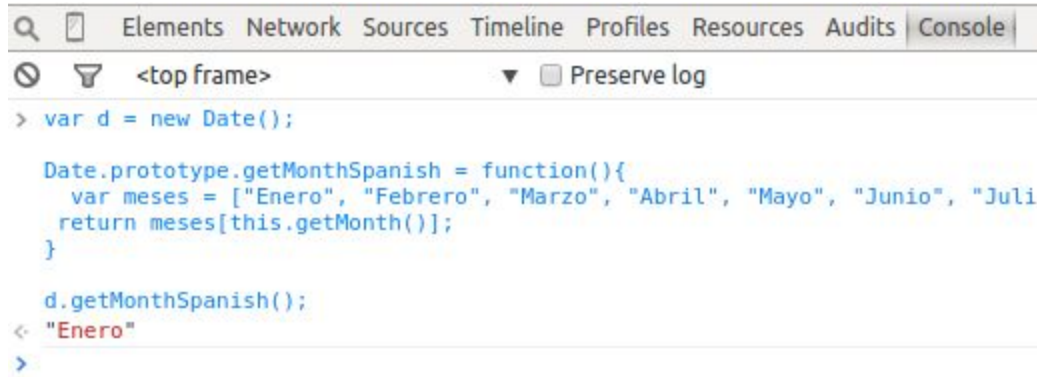 Elements Network Sources Timeline Profiles Resources Audits Console
<top frame> ▼ Preserve log
> var d = new Date();
Date.prototype.getMonthSpanish = function(){
var meses = ["Enero", "Febrero", "Marzo", "Abril", "Mayo", "Junio", "Juli
return meses[this.getMonth()];
}
d.getMonthSpanish();
"Enero"
>